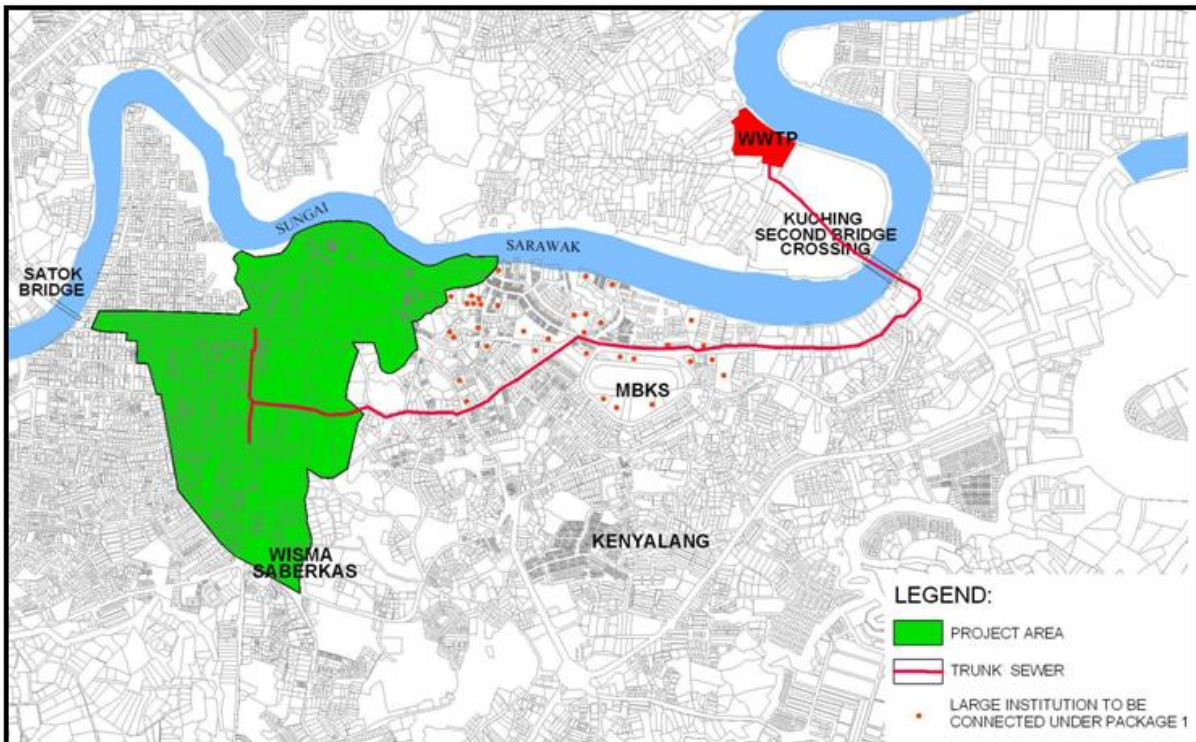 WWTP
KUCHING
SECOND BRIDGE
CROSSING
SUNGAI
SARAWAK
SATOK
BRIDGE
MBKS
KENYALANG
WISMA
SABERKAS
LEGEND:
PROJECT AREA
TRUNK SEWER
LARGE INSTITUTION TO BE
CONNECTED UNDER PACKAGE 1